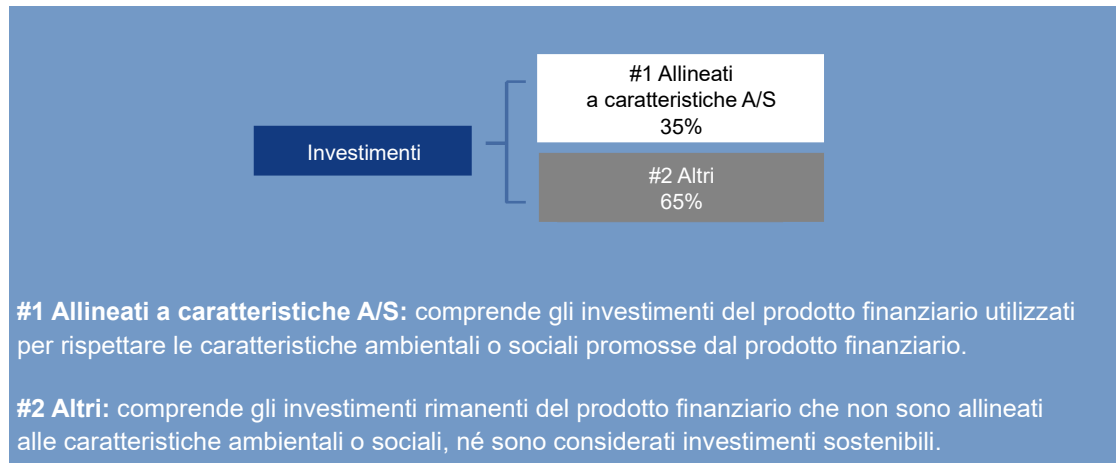 #1 Allineati
a caratteristiche A/S
35%
Investimenti
#2 Altri
65%
#1 Allineati a caratteristiche A/S: comprende gli investimenti del prodotto finanziario utilizzati
per rispettare le caratteristiche ambientali o sociali promosse dal prodotto finanziario.
#2 Altri: comprende gli investimenti rimanenti del prodotto finanziario che non sono allineati
alle caratteristiche ambientali o sociali, né sono considerati investimenti sostenibili.